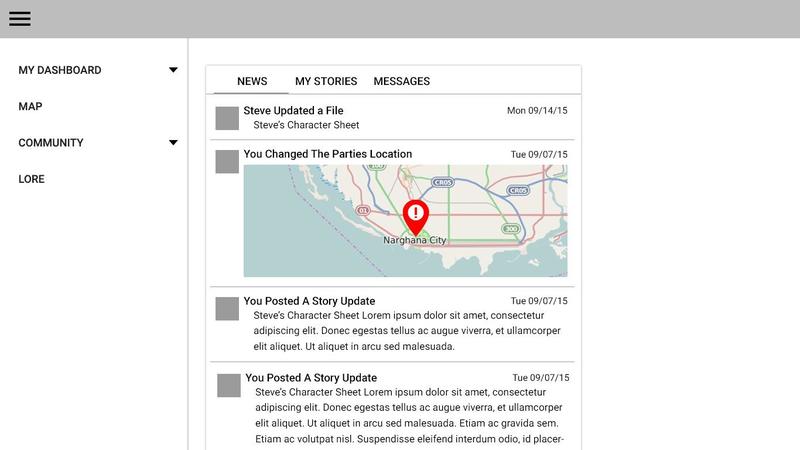 MY DASHBOARD
MAP
COMMUNITY
LORE
NEWS MY STORIES MESSAGES
Steve Updated a File Mon 09/14/15
Steve's Character Sheet
You Changed The Parties Location Tue 09/07/15
CR05
CR05
01
300
Narghana City
You Posted A Story Update Tue 09/07/15
Steve's Character Sheet Lorem ipsum dolor sit amet, consectetur
adipiscing elit. Donec egestas tellus ac augue viverra, et ullamcorper
elit aliquet. Ut aliquet in arcu sed malesuada.
You Posted A Story Update Tue 09/07/15
Steve's Character Sheet Lorem ipsum dolor sit amet, consectetur
adipiscing elit. Donec egestas tellus ac augue viverra, et ullamcorper
elit aliquet. Ut aliquet in arcu sed malesuada. Etiam ac gravida sem.
Etiam ac volutpat nisl. Suspendisse eleifend interdum odio, id placer-